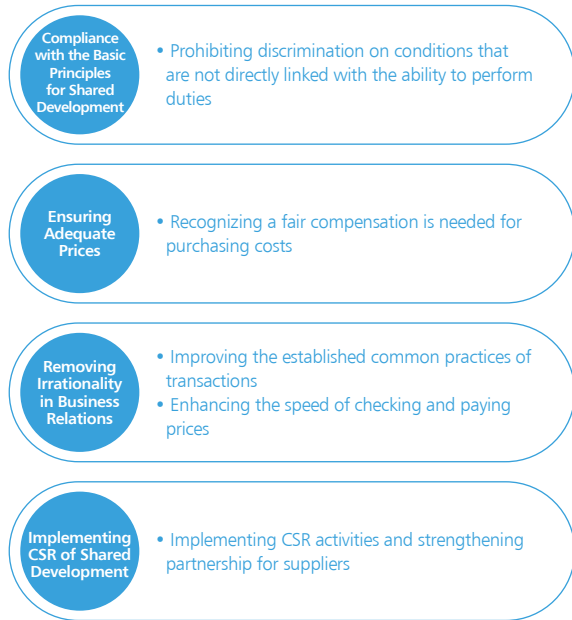 Compliance
with the Basic
Principles
for Shared
Development
• Prohibiting discrimination on conditions that
are not directly linked with the ability to perform
duties
Ensuring
Adequate
Prices
• Recognizing a fair compensation is needed for
purchasing costs
Removing
Irrationality
in Business
Relations
• Improving the established common practices of
transactions
• Enhancing the speed of checking and paying
prices
Implementing
CSR of Shared
Development
• Implementing CSR activities and strengthening
partnership for suppliers